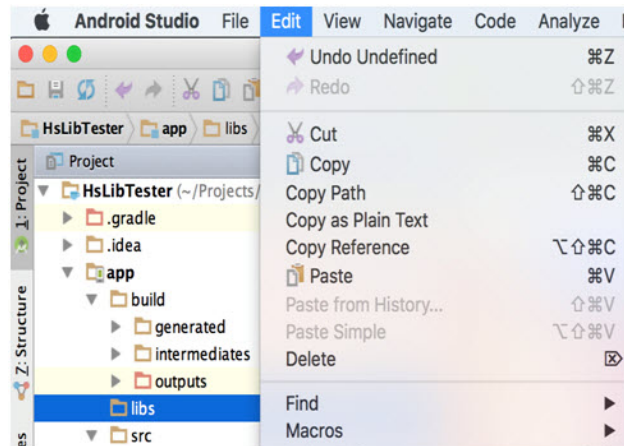 Android Studio File Edit View Navigate Code Analyze
Undo Undefined ⌘Z
Redo ⇧⌘Z
HsLibTester app libs
Cut ⌘X
Project
Copy ⌘C
HsLibTester (~/Projects/
Copy Path ⇧⌘C
.gradle
Copy as Plain Text
.idea
Copy Reference ⌥⇧⌘C
app
Paste ⌘V
build
Paste from History... ⇧⌘V
generated
Paste Simple ⌥⇧⌘V
intermediates
Delete ⌦
outputs
libs
Find
src
Macros
1: Project
Z: Structure